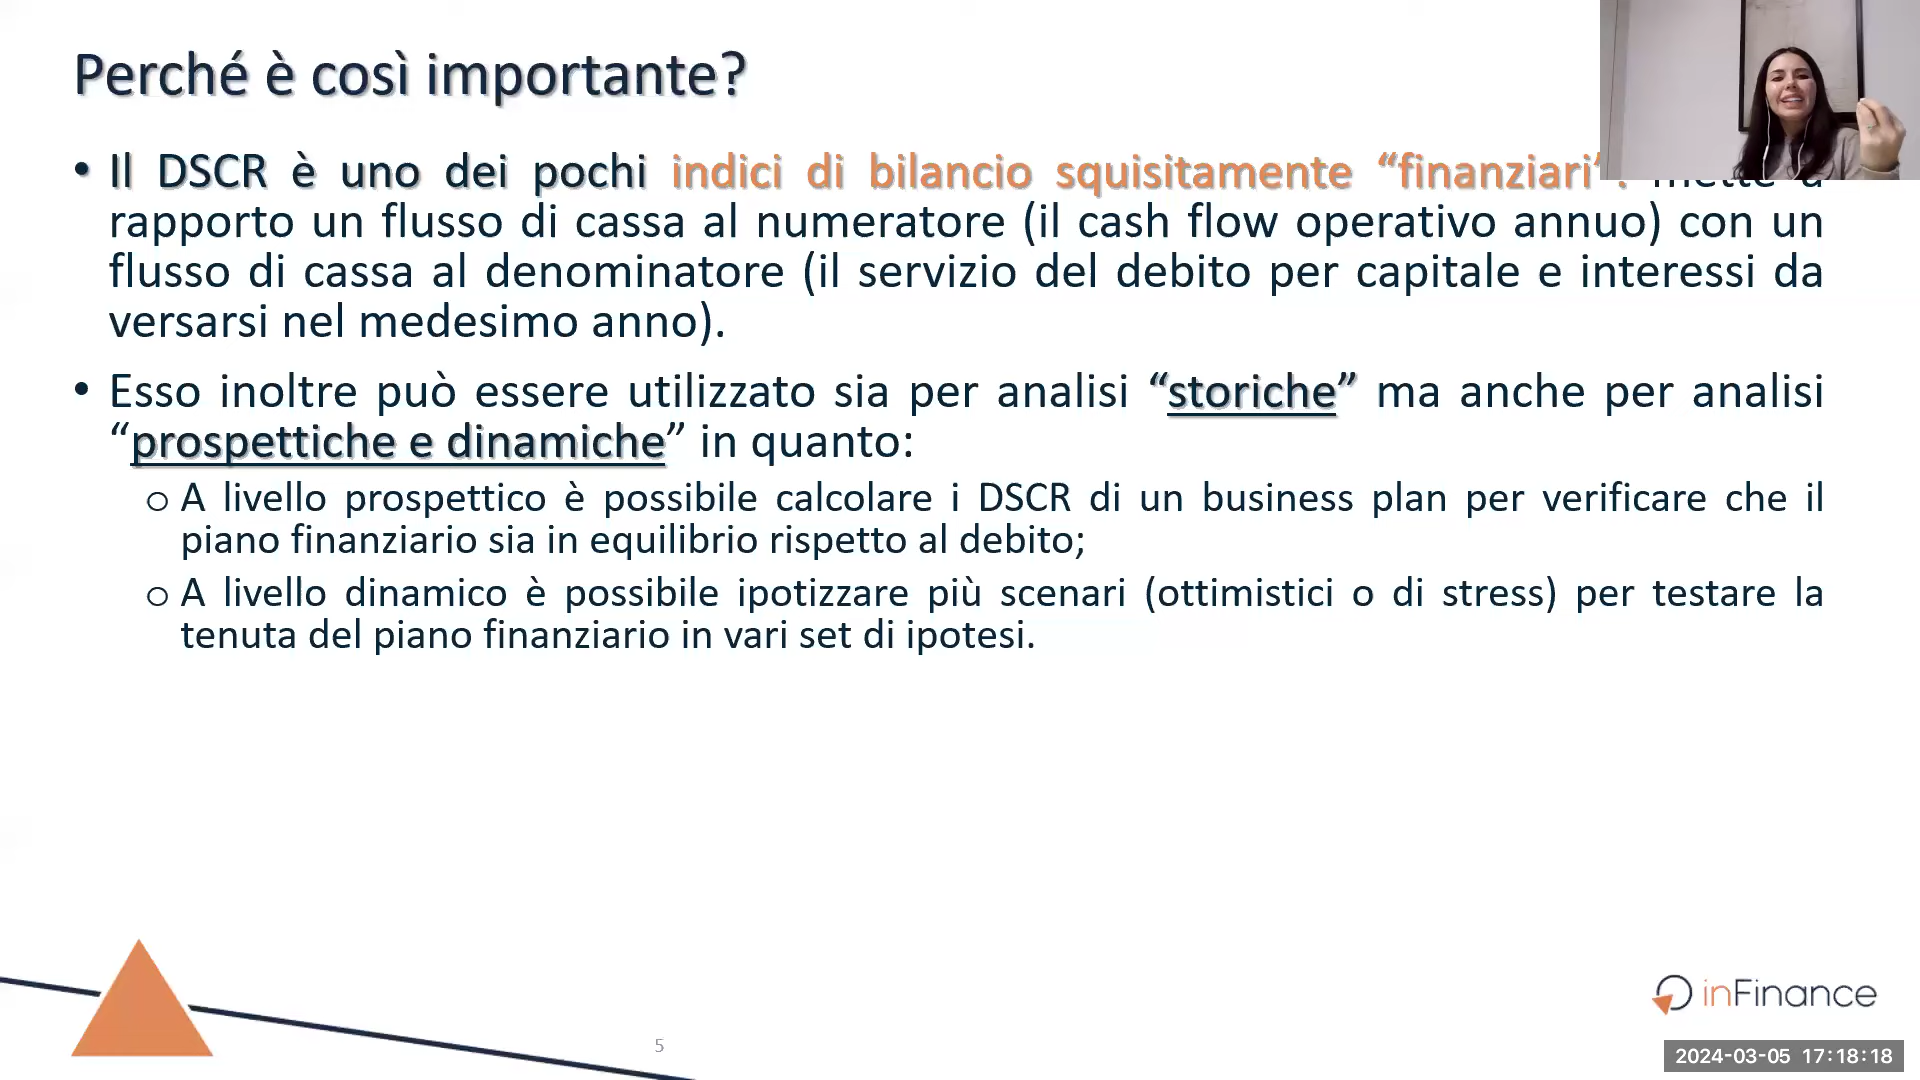 Perché è così importante?
• Il DSCR è uno dei pochi indici di bilancio squisitamente “finanziari”: mette a
rapporto un flusso di cassa al numeratore (il cash flow operativo annuo) con un
flusso di cassa al denominatore (il servizio del debito per capitale e interessi da
versarsi nel medesimo anno).
• Esso inoltre può essere utilizzato sia per analisi “storiche” ma anche per analisi
“prospettiche e dinamiche” in quanto:
o A livello prospettico è possibile calcolare i DSCR di un business plan per verificare che il
piano finanziario sia in equilibrio rispetto al debito;
o A livello dinamico è possibile ipotizzare più scenari (ottimistici o di stress) per testare la
tenuta del piano finanziario in vari set di ipotesi.
inFinance
5
2024-03-05 17:18:18